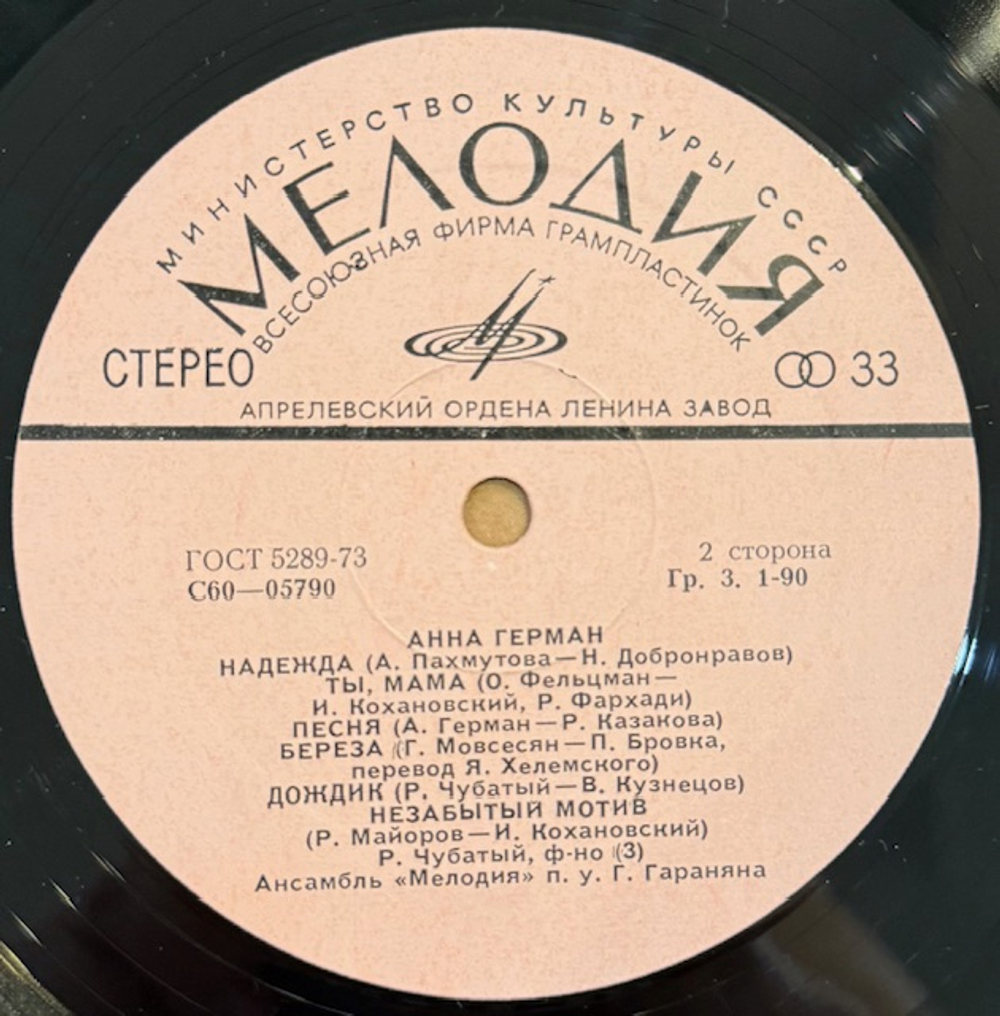 МИНИСТЕРСТВО КУЛЬТУРЫ СССР
МЕЛОДИЯ
ВСЕСОЮЗНАЯ ФИРМА ГРАМПЛАСТИНОК
СТЕРЕО
33
АПРЕЛЕВСКИЙ ОРДЕНА ЛЕНИНА ЗАВОД
ГОСТ 5289-73
С60—05790
2 сторона
Гр. 3. 1-90
АННА ГЕРМАН
НАДЕЖДА (А. Пахмутова—Н. Добронравов)
ТЫ, МАМА (О. Фельцман—
И. Кохановский, Р. Фархади)
ПЕСНЯ (А. Герман—Р. Казакова)
БЕРЕЗА (Г. Мовсесян—П. Бровка,
перевод Я. Хелемского)
ДОЖДИК (Р. Чубатый—В. Кузнецов)
НЕЗАБЫТЫЙ МОТИВ
(Р. Майоров—И. Кохановский)
Р. Чубатый, ф-но (3)
Ансамбль «Мелодия» п. у. Г. Гараняна